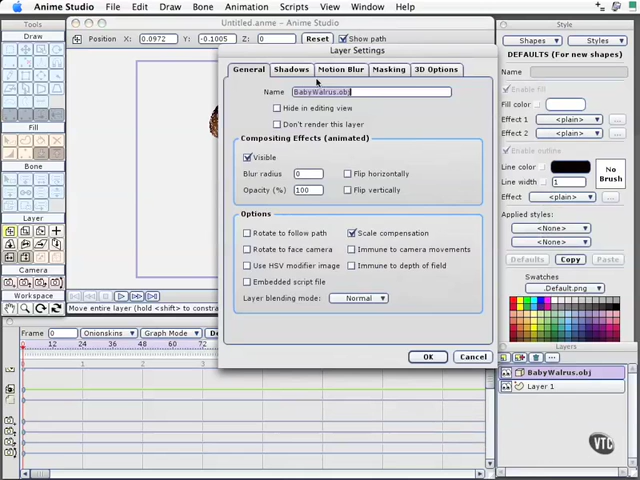 Anime Studio File Edit Draw Bone Animation Scripts View Window Help
Tools
Draw
Fill
Bone
Layer
Camera
Workspace
Untitled.anme - Anime Studio
Position X 0.0972 Y -0.1005 Z 0 Reset Show path
Layer Settings
General Shadows Motion Blur Masking 3D Options
Name BabyWalrus.obj
Hide in editing view
Don't render this layer
Compositing Effects (animated)
Visible
Blur radius 0 Flip horizontally
Opacity (%) 100 Flip vertically
Options
Rotate to follow path Scale compensation
Rotate to face camera Immune to camera movements
Use HSV modifier image Immune to depth of field
Embedded script file
Layer blending mode: Normal
OK Cancel
Move entire layer (hold <shift> to constrain)
Frame 0 Onionskins Graph Mode
12 24 36 48 60 72
0 1 2 3
Style
Shapes Styles
DEFAULTS (For new shapes)
Name
Enable fill
Fill color
Effect 1 <plain>
Effect 2 <plain>
Enable outline
Line color
Line width 1
Effect <plain>
No
Brush
Applied styles:
<None>
<None>
Defaults Copy Paste
Swatches
.Default.png
Layers
BabyWalrus.obj
Layer 1
VTC